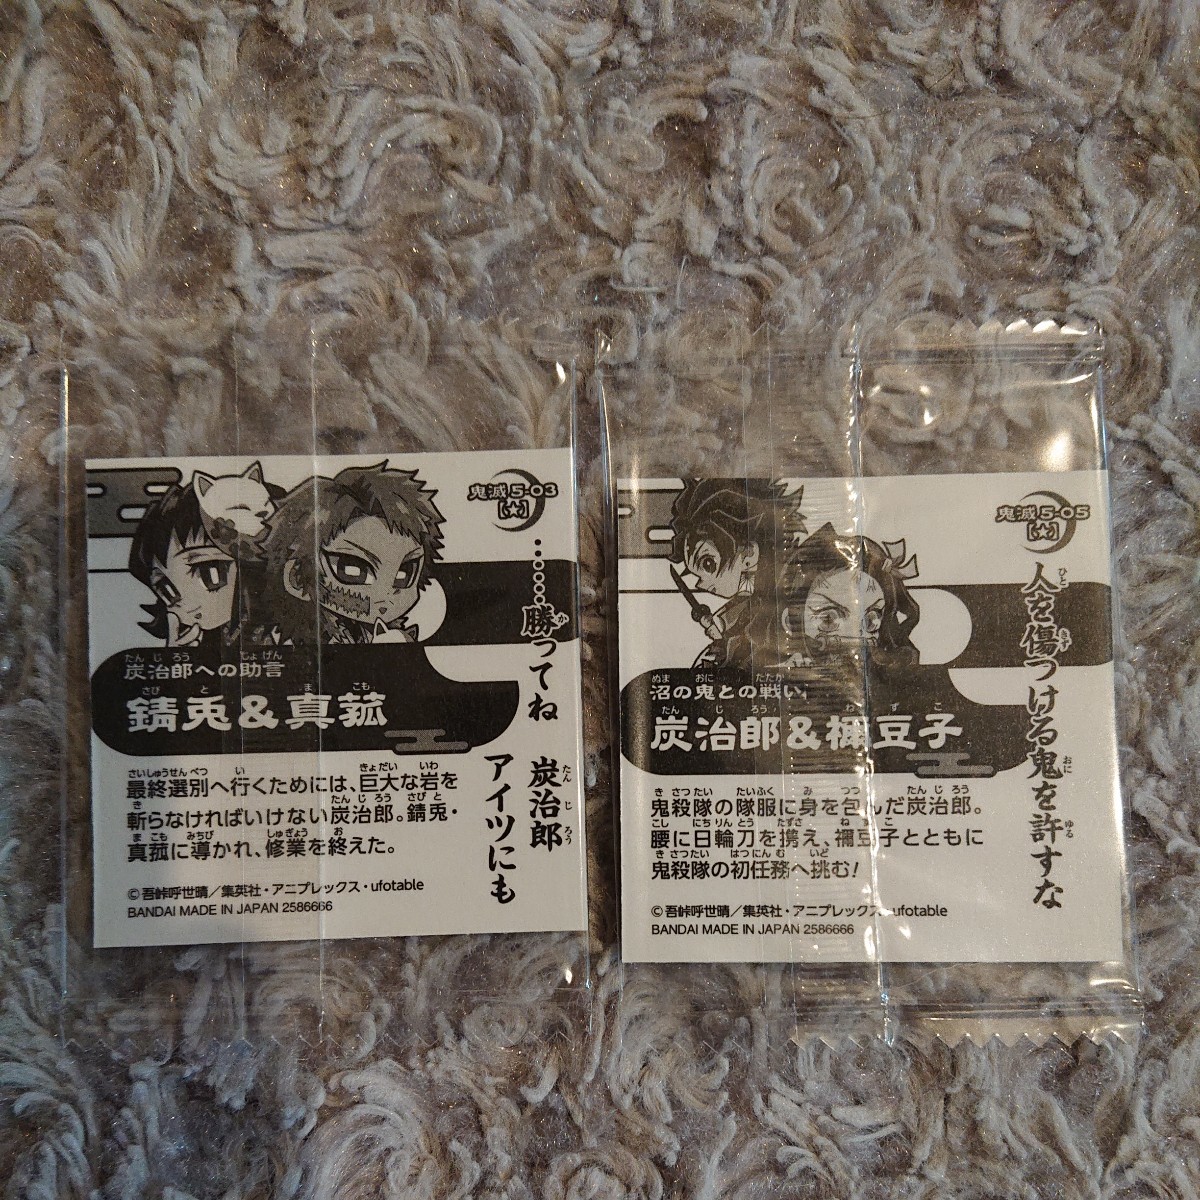 鬼滅5-03
[★]
……勝ってね 炭治郎
アイツにも
炭治郎への助言
錆兎&真菰
最終選別へ行くためには、巨大な岩を
斬らなければいけない炭治郎。錆兎・
真菰に導かれ、修業を終えた。
©吾峠呼世晴／集英社・アニプレックス・ufotable
BANDAI MADE IN JAPAN 2586666
鬼滅5-05
[★]
人を傷つける鬼を許すな
沼の鬼との戦い
炭治郎&禰豆子
鬼殺隊の隊服に身を包んだ炭治郎。
腰に日輪刀を携え、禰豆子とともに
鬼殺隊の初任務へ挑む!
©吾峠呼世晴／集英社・アニプレックス・ufotable
BANDAI MADE IN JAPAN 2586666